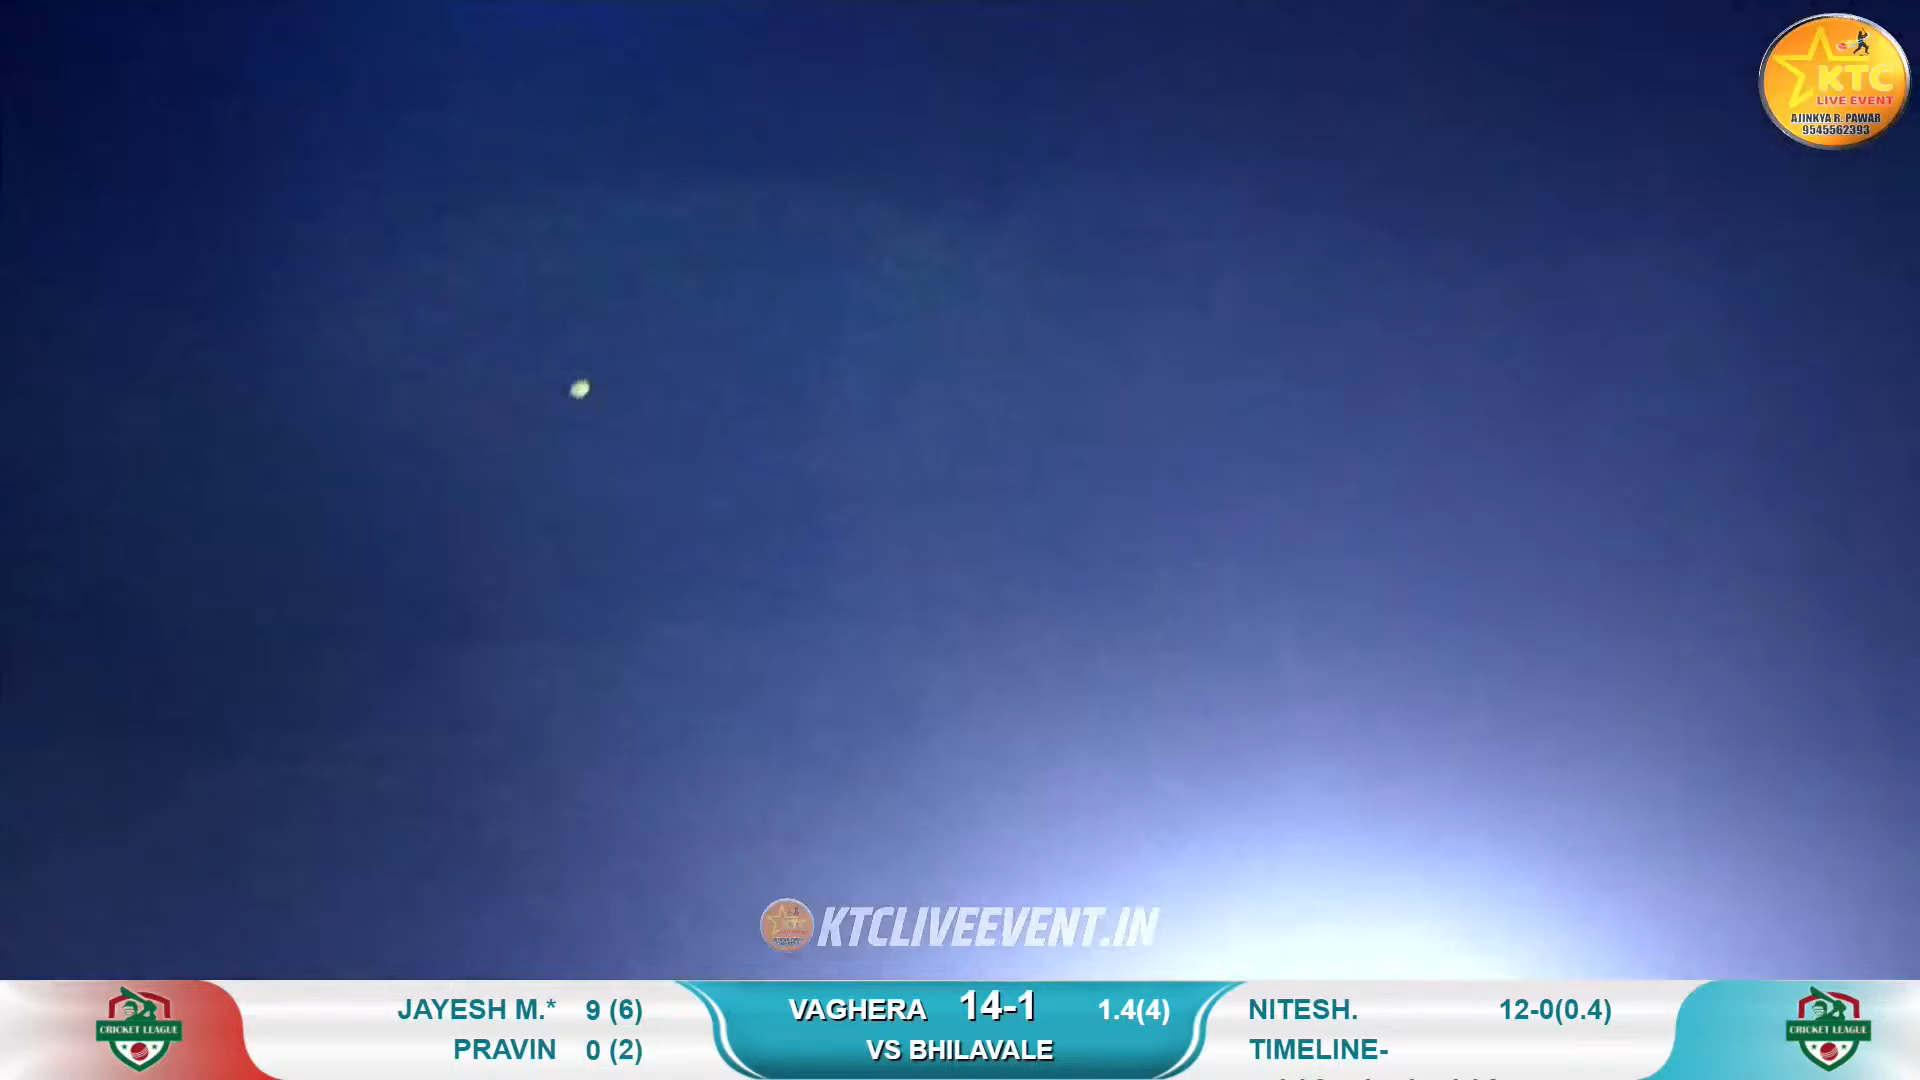 KTC
LIVE EVENT
AJINKYA R. PAWAR
9545562393
KTCLIVEEVENT.IN
CRICKET LEAGUE
JAYESH M.* 9 (6)
PRAVIN 0 (2)
VAGHERA 14-1 1.4(4)
VS BHILAVALE
NITESH. 12-0(0.4)
TIMELINE-
CRICKET LEAGUE